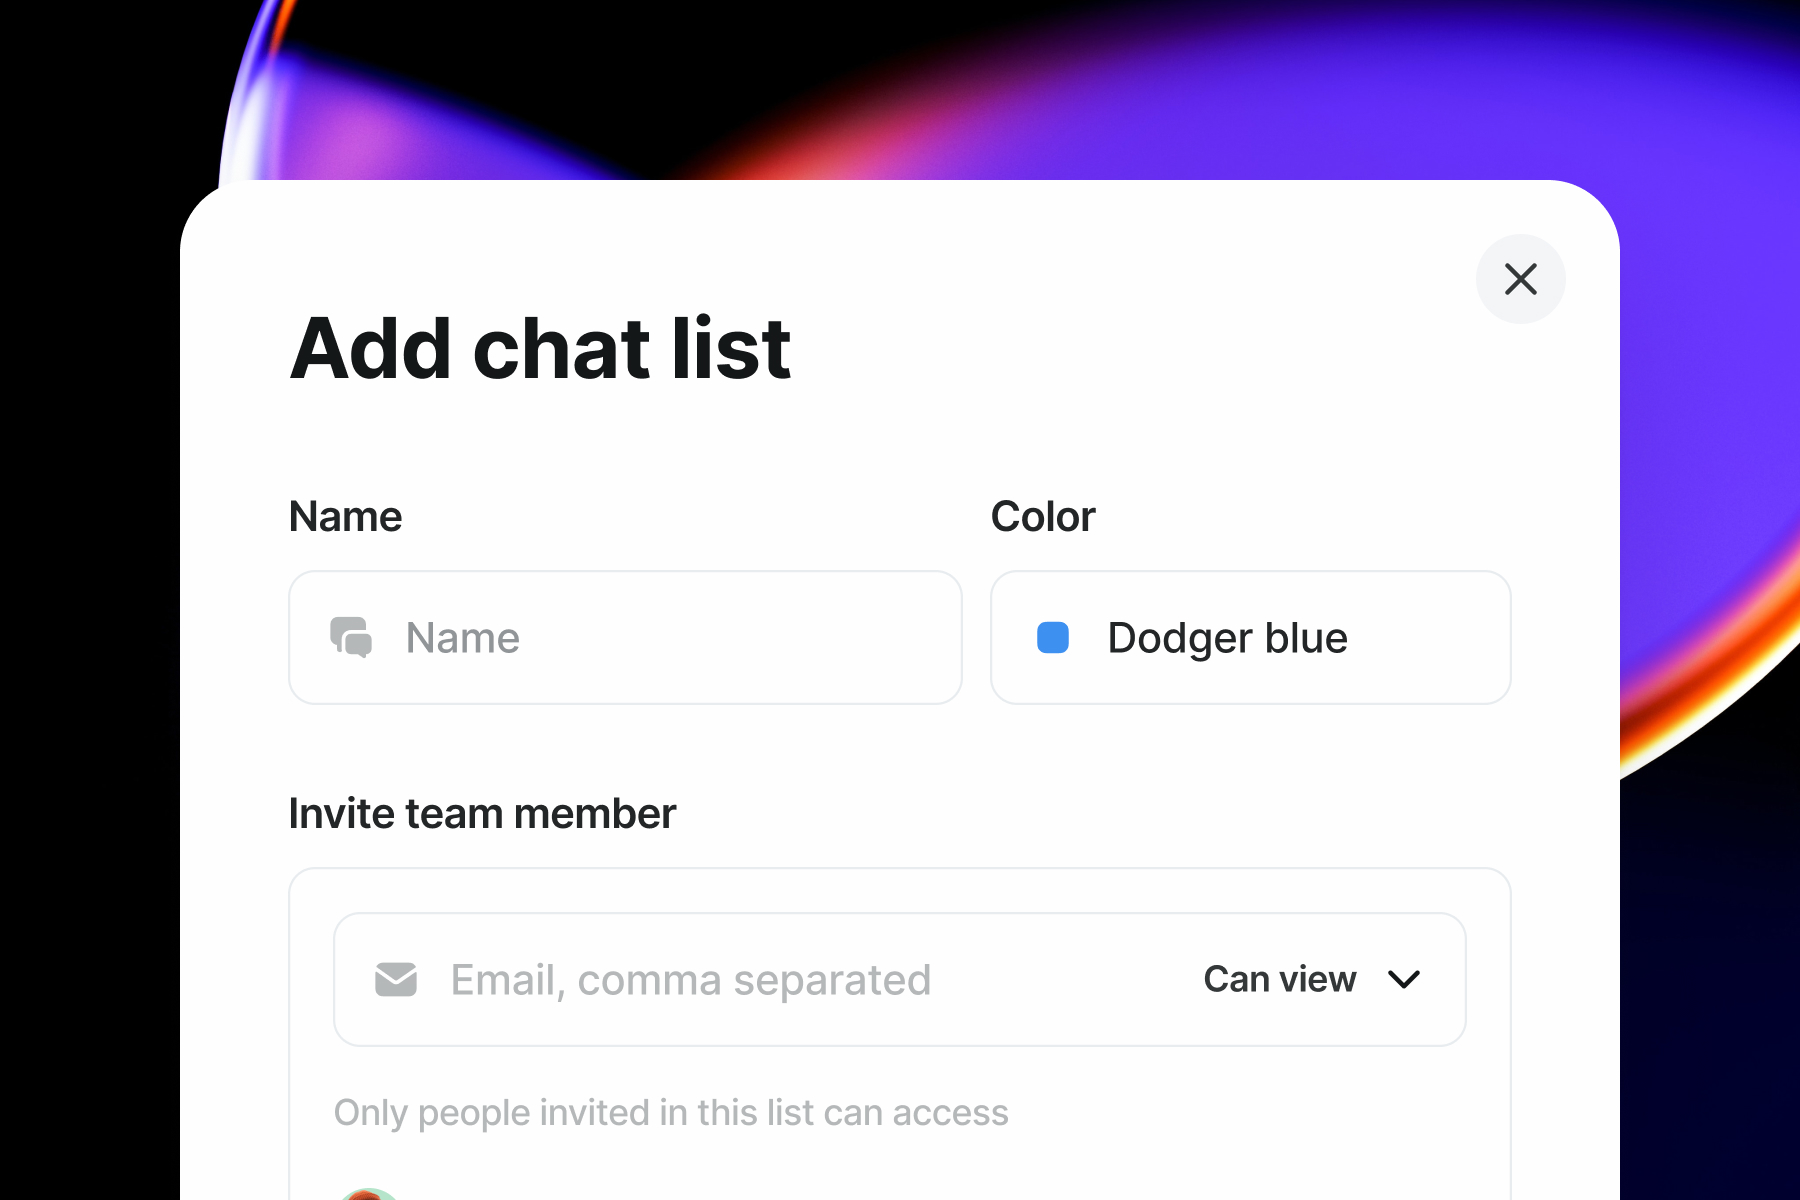 Add chat list
Name
Color
Name
Dodger blue
Invite team member
Email, comma separated
Can view
Only people invited in this list can access